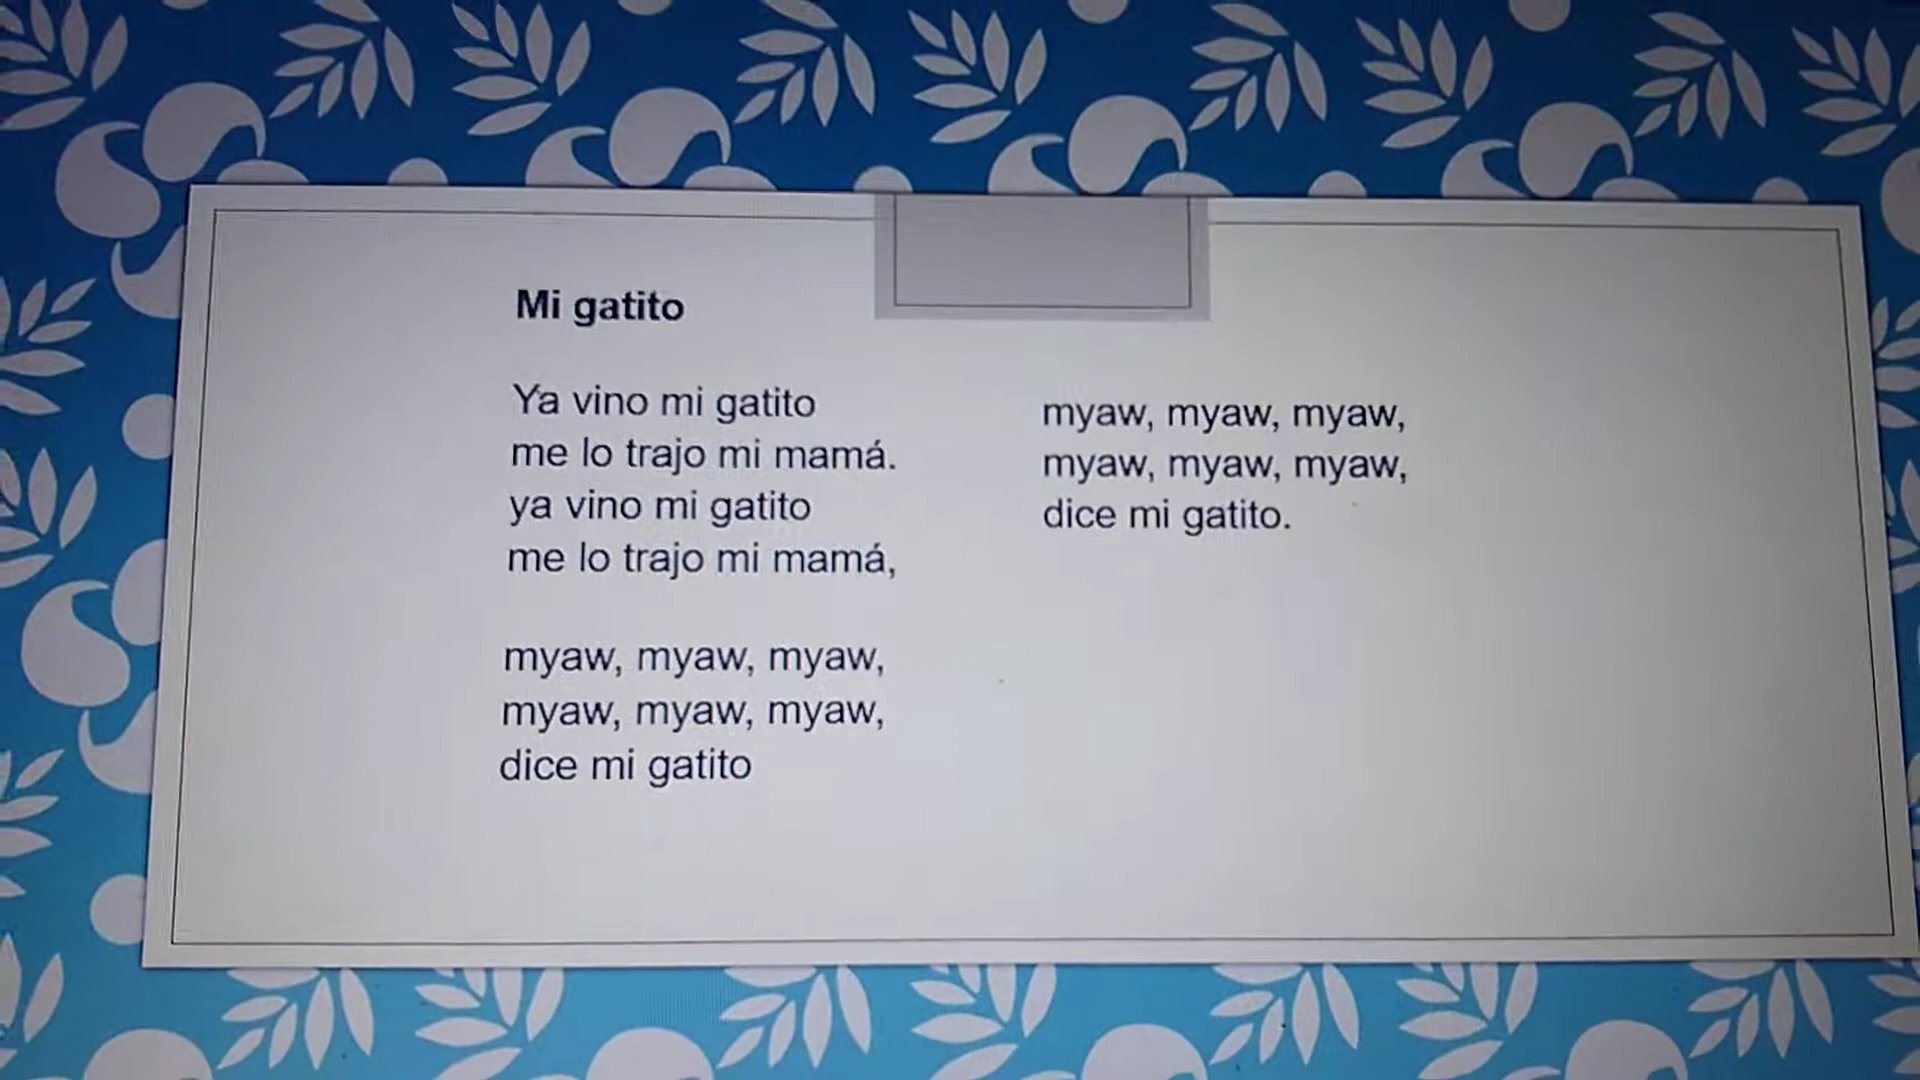 Mi gatito
Ya vino mi gatito
me lo trajo mi mamá.
ya vino mi gatito
me lo trajo mi mamá,
myaw, myaw, myaw,
myaw, myaw, myaw,
dice mi gatito
myaw, myaw, myaw,
myaw, myaw, myaw,
dice mi gatito.